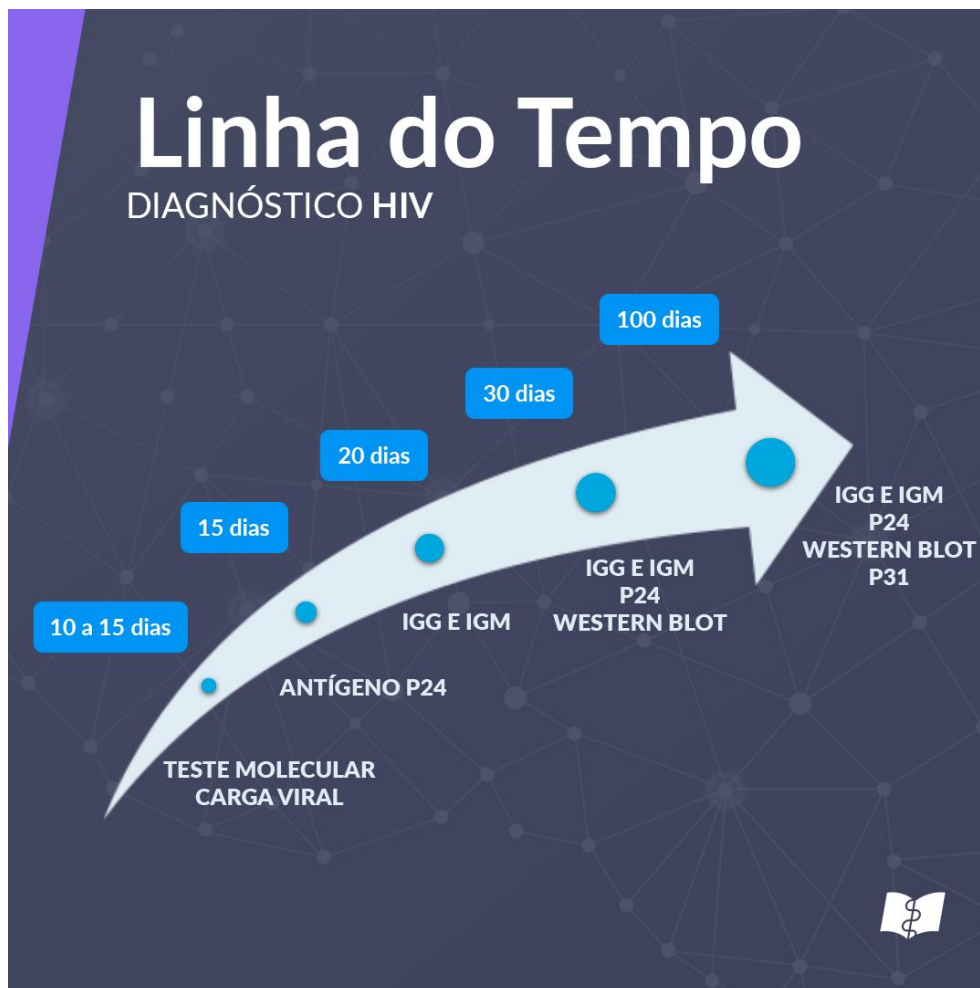 Linha do Tempo
DIAGNÓSTICO HIV
10 a 15 dias
TESTE MOLECULAR
CARGA VIRAL
15 dias
ANTÍGENO P24
20 dias
IGG E IGM
30 dias
IGG E IGM
P24
WESTERN BLOT
100 dias
IGG E IGM
P24
WESTERN BLOT
P31